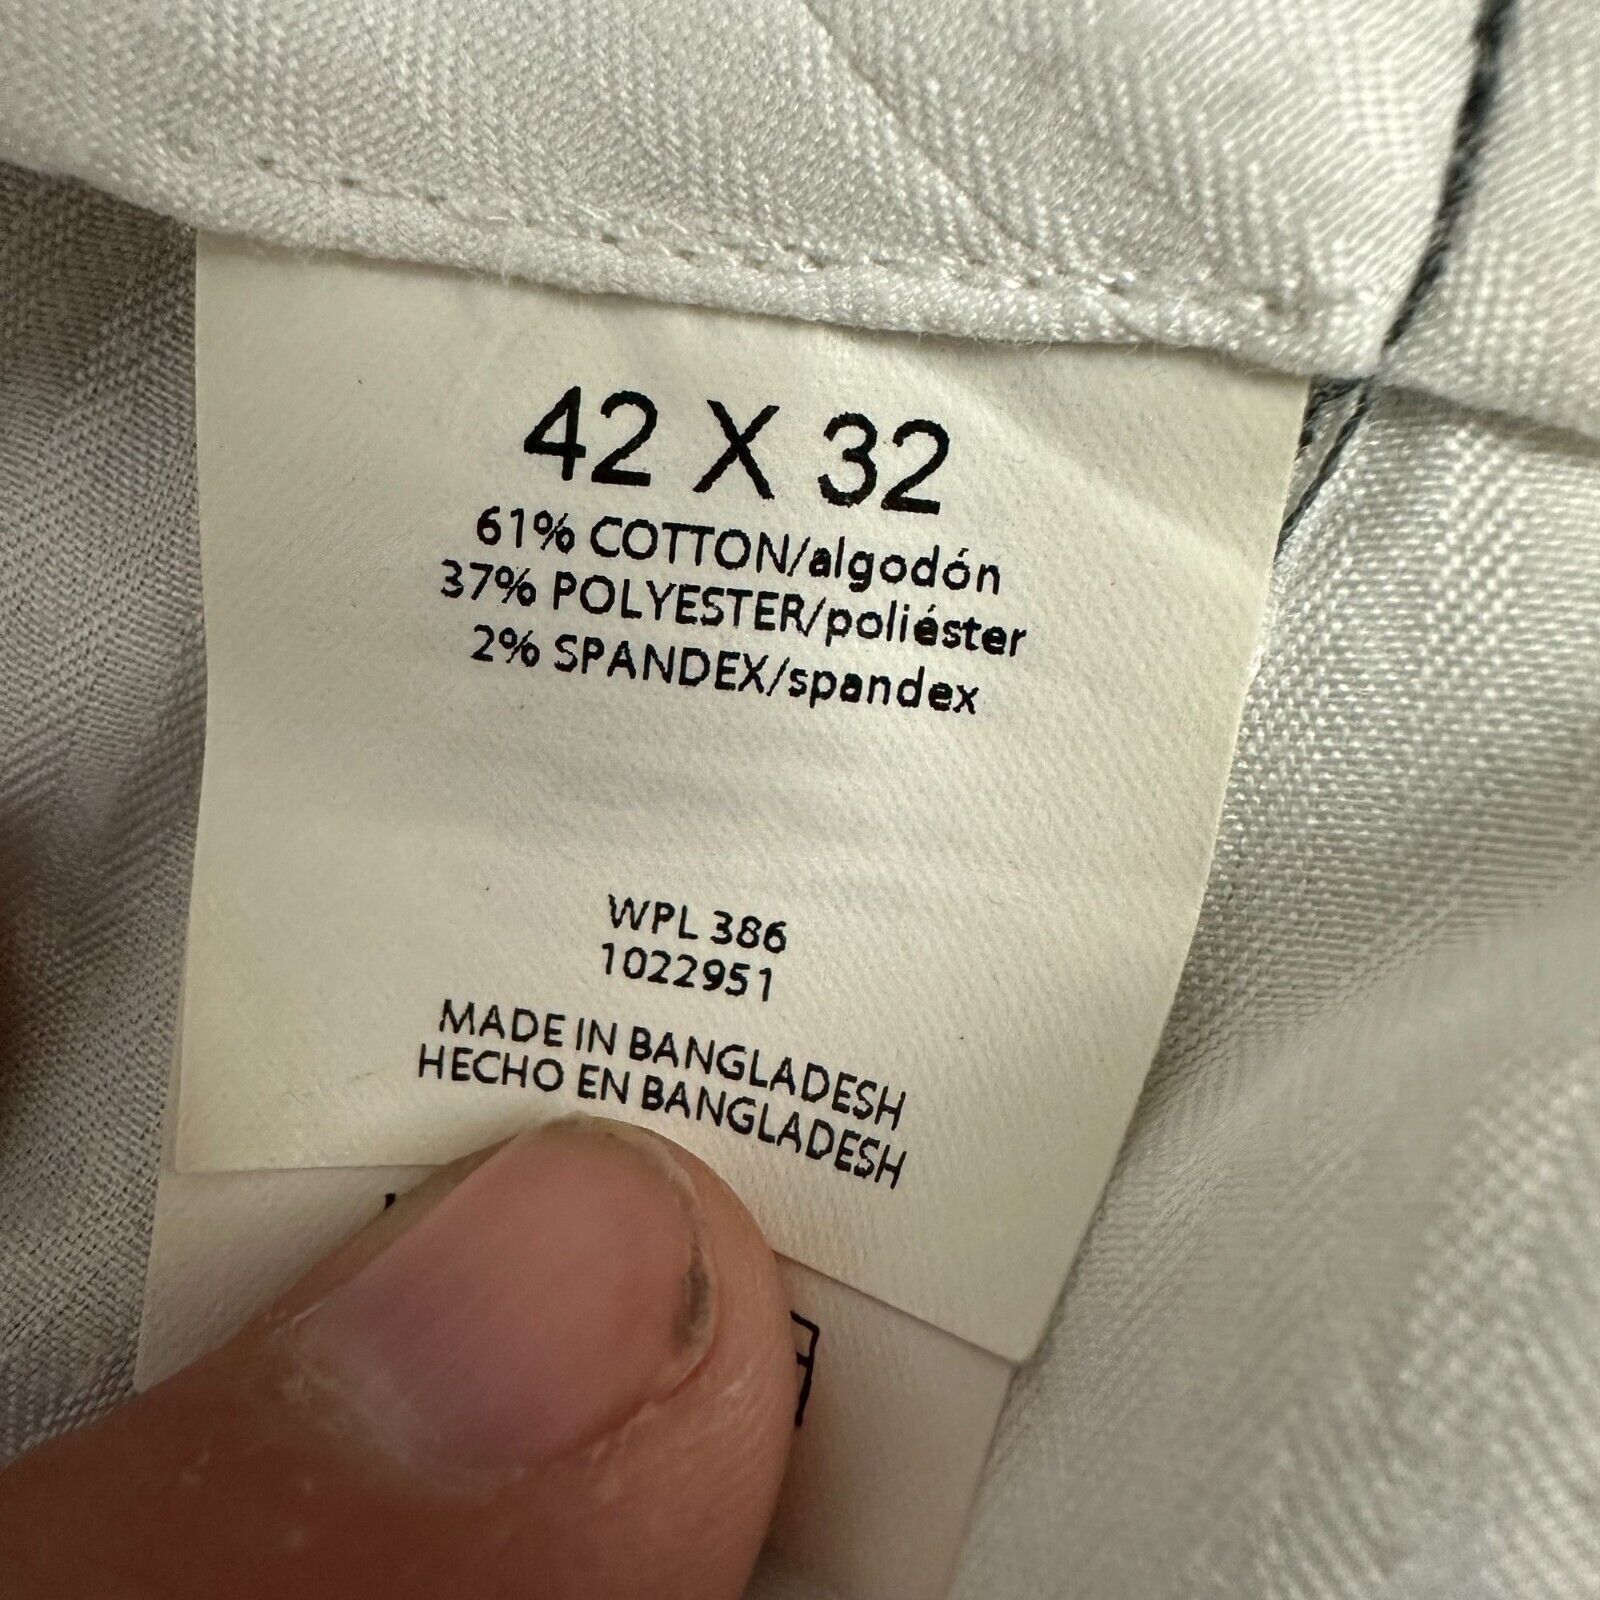 42 X 32
61% COTTON/algodón
37% POLYESTER/poliéster
2% SPANDEX/spandex
WPL 386
1022951
MADE IN BANGLADESH
HECHO EN BANGLADESH